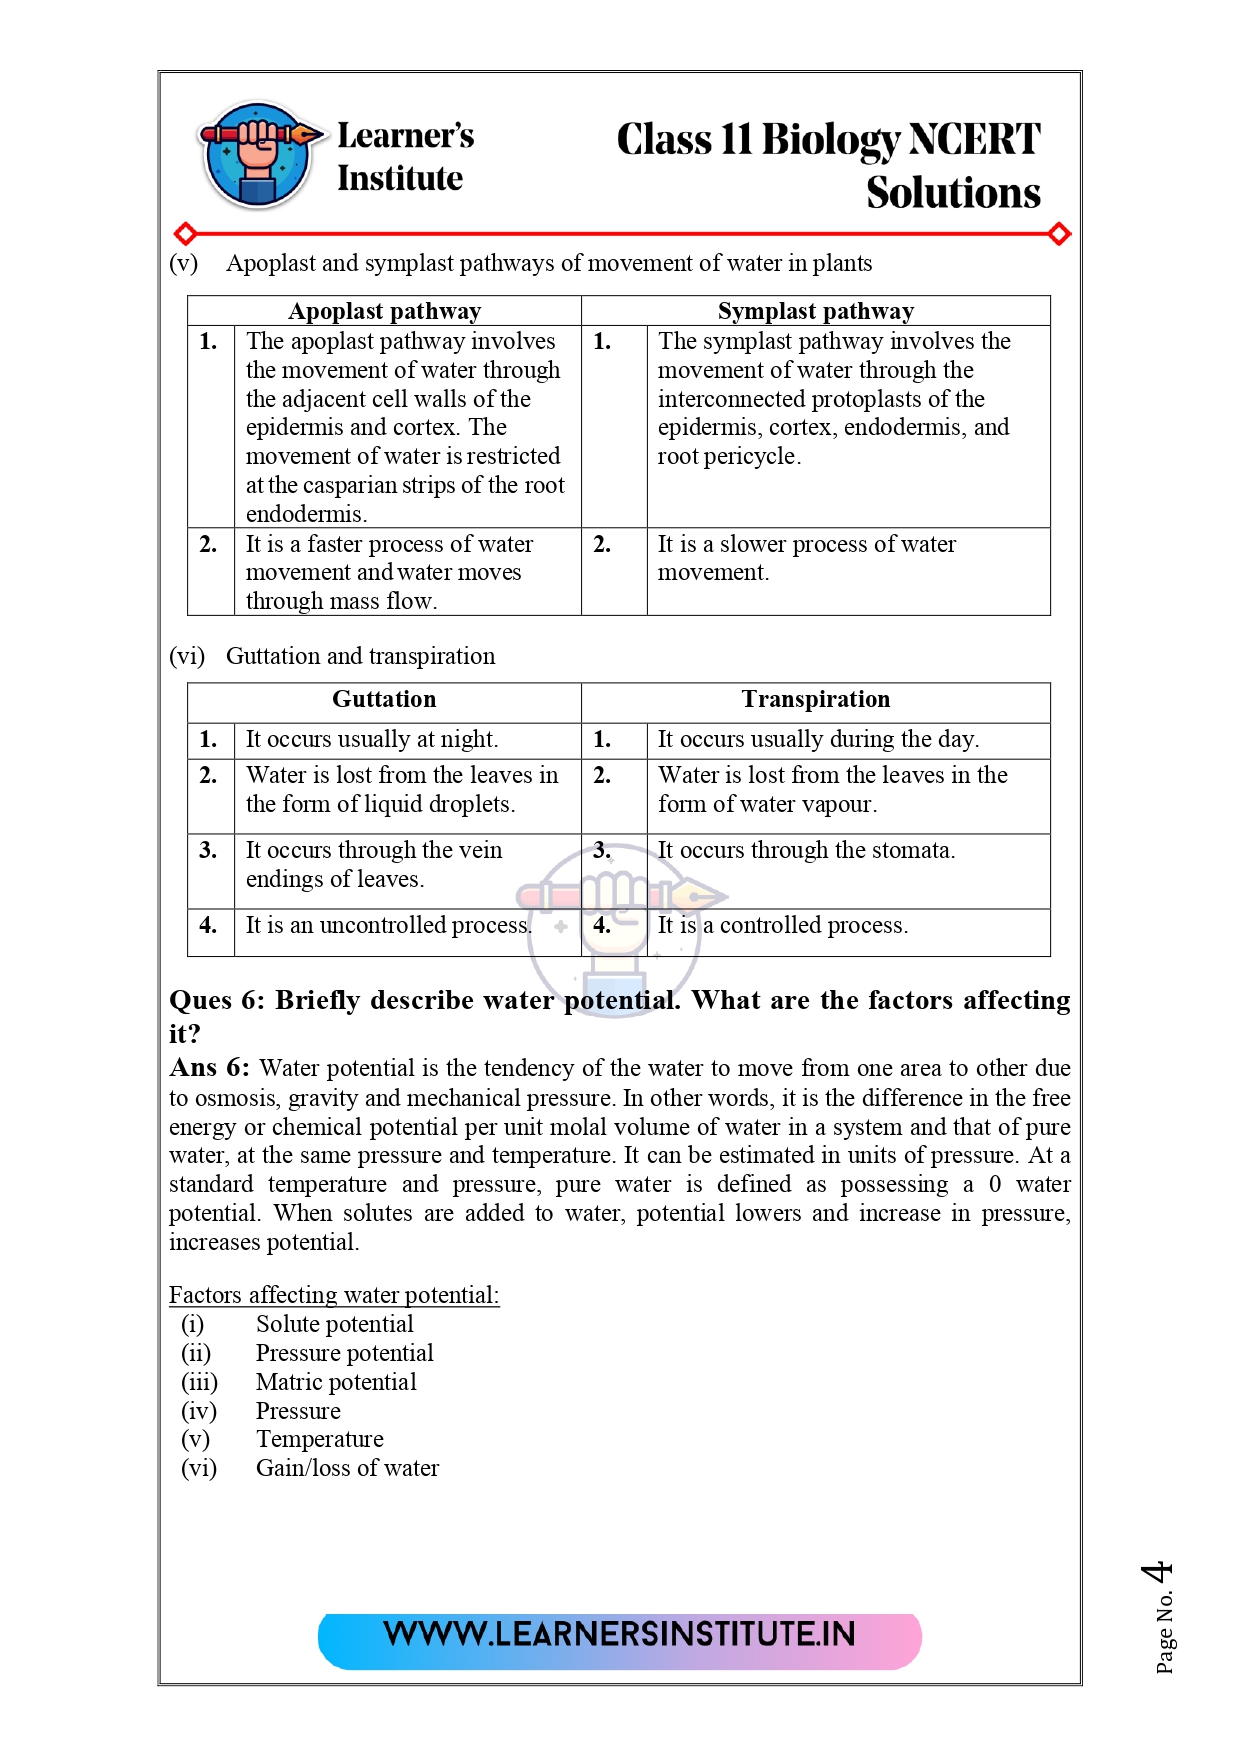 Learner's
Institute
Class 11 Biology NCERT
Solutions
(v) Apoplast and symplast pathways of movement of water in plants
Apoplast pathway Symplast pathway
1. The apoplast pathway involves
the movement of water through
the adjacent cell walls of the
epidermis and cortex. The
movement of water is restricted
at the casparian strips of the root
endodermis.
1. The symplast pathway involves the
movement of water through the
interconnected protoplasts of the
epidermis, cortex, endodermis, and
root pericycle.
2. It is a faster process of water
movement and water moves
through mass flow.
2. It is a slower process of water
movement.
(vi) Guttation and transpiration
Guttation Transpiration
1. It occurs usually at night.
1. It occurs usually during the day.
2. Water is lost from the leaves in
the form of liquid droplets.
2. Water is lost from the leaves in the
form of water vapour.
3. It occurs through the vein
endings of leaves.
3. It occurs through the stomata.
4. It is an uncontrolled process.
4. It is a controlled process.
Ques 6: Briefly describe water potential. What are the factors affecting
it?
Ans 6: Water potential is the tendency of the water to move from one area to other due
to osmosis, gravity and mechanical pressure. In other words, it is the difference in the free
energy or chemical potential per unit molal volume of water in a system and that of pure
water, at the same pressure and temperature. It can be estimated in units of pressure. At a
standard temperature and pressure, pure water is defined as possessing a 0 water
potential. When solutes are added to water, potential lowers and increase in pressure,
increases potential.
Factors affecting water potential:
(i) Solute potential
(ii) Pressure potential
(iii) Matric potential
(iv) Pressure
(v) Temperature
(vi) Gain/loss of water
WWW.LEARNERSINSTITUTE.IN
Page No. 4